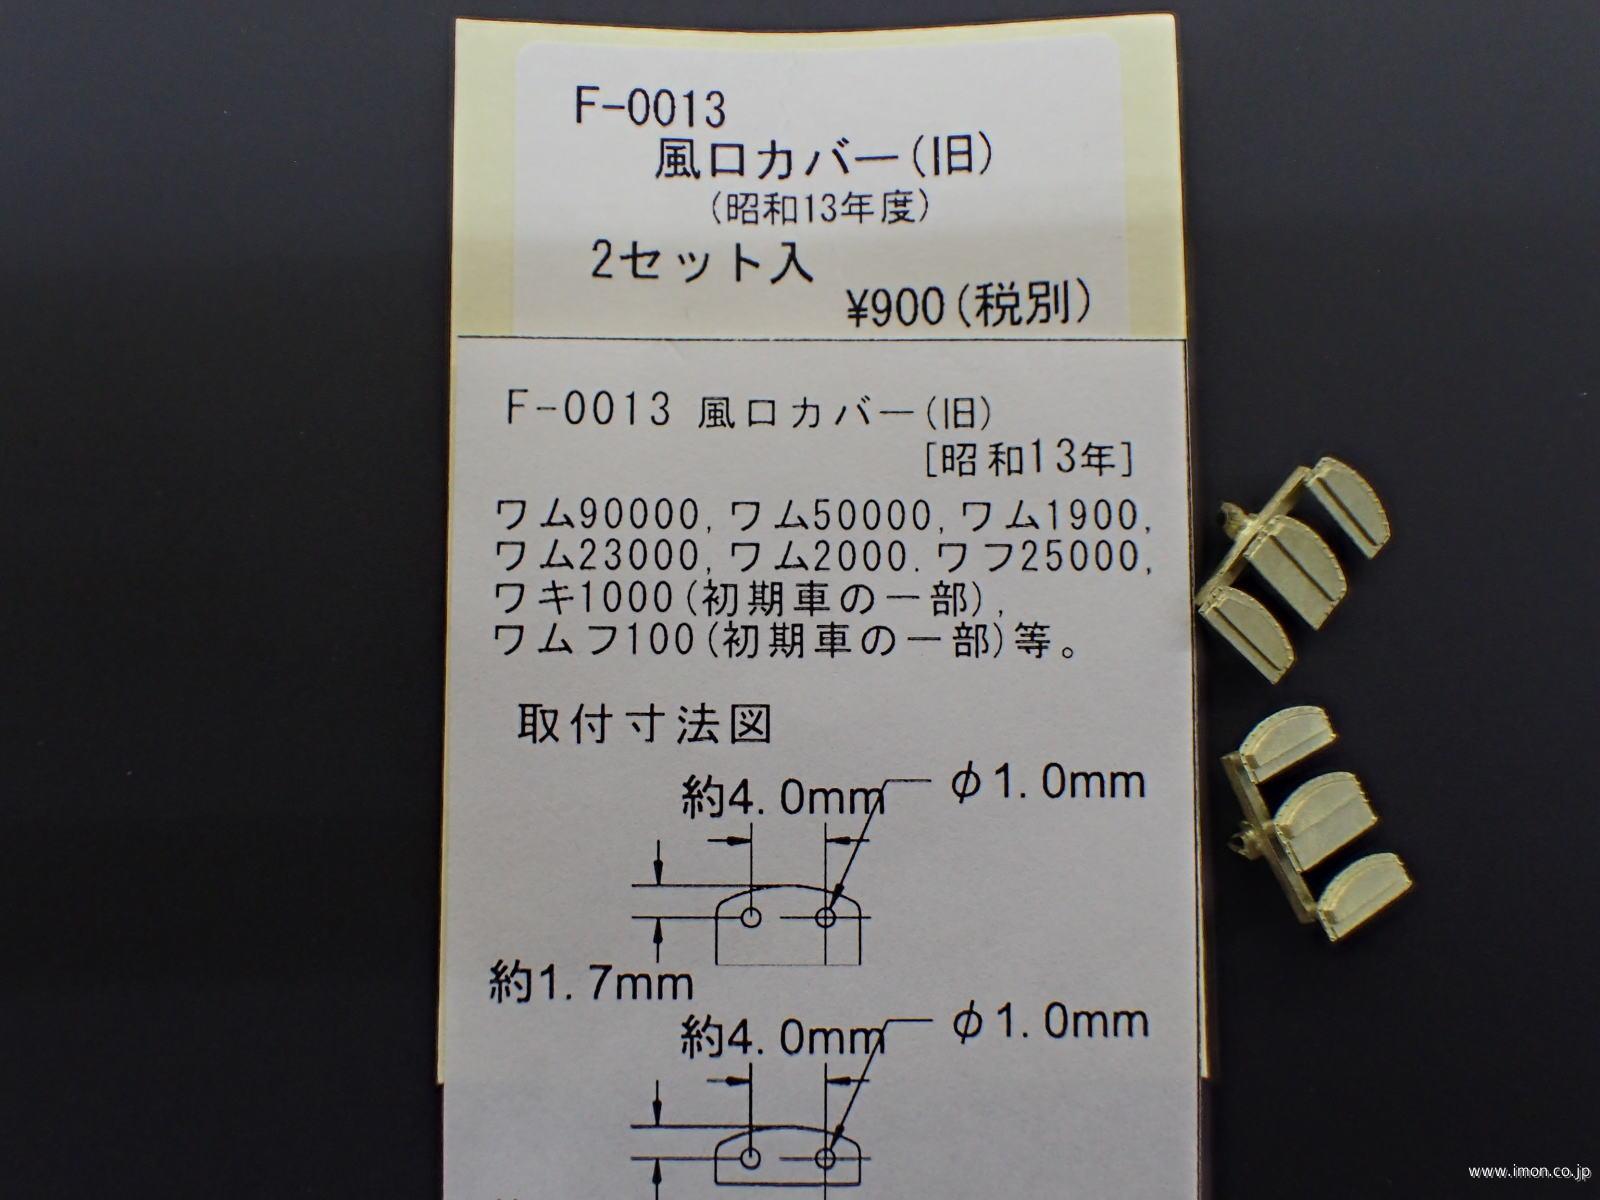 F-0013
風口カバー(旧)
(昭和13年度)
2セット入
¥900(税別)
F-0013 風口カバー(旧)
[昭和13年]
ワム90000,ワム50000,ワム1900,
ワム23000,ワム2000.ワフ25000,
ワキ1000(初期車の一部),
ワムフ100(初期車の一部)等。
取付寸法図
約4.0mm φ1.0mm
約1.7mm
約4.0mm φ1.0mm
www.imon.co.jp